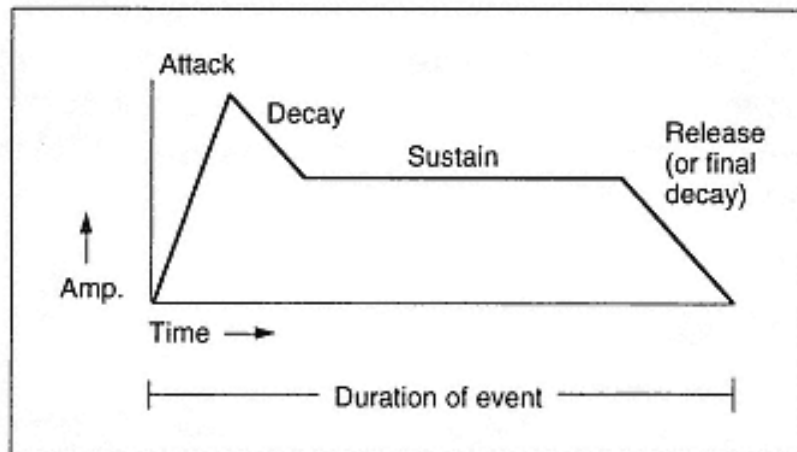 Attack
Decay
Sustain
Release
(or final
decay)
Amp.
Time
Duration of event